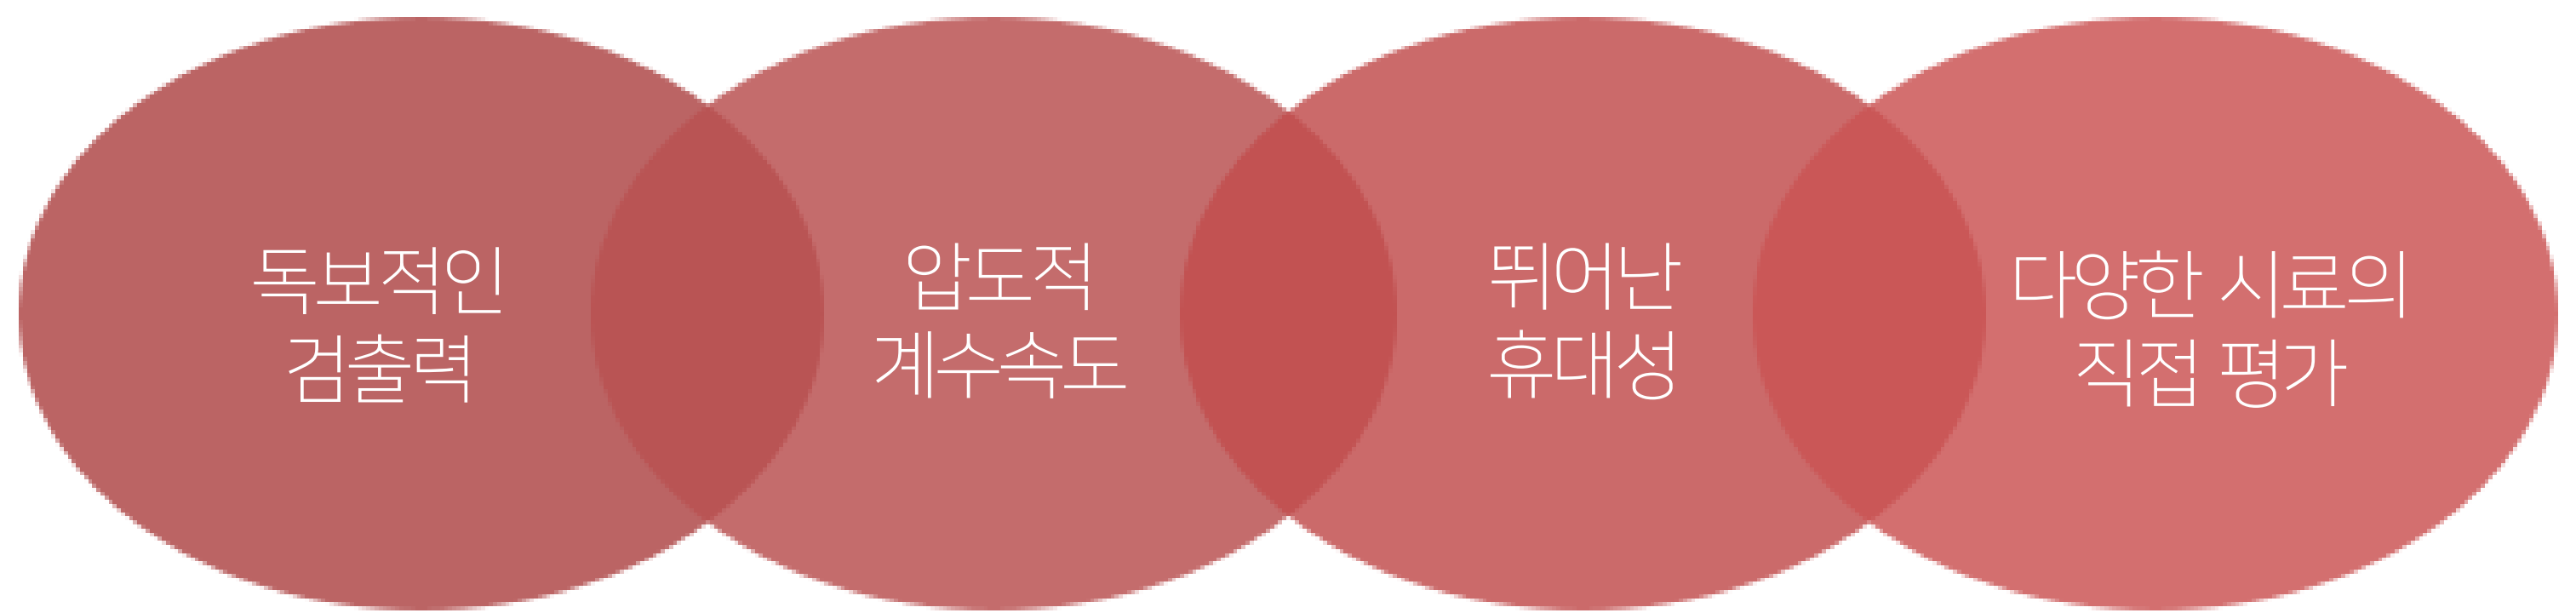 독보적인
검출력
압도적
계수속도
뛰어난
휴대성
다양한 시료의
직접 평가